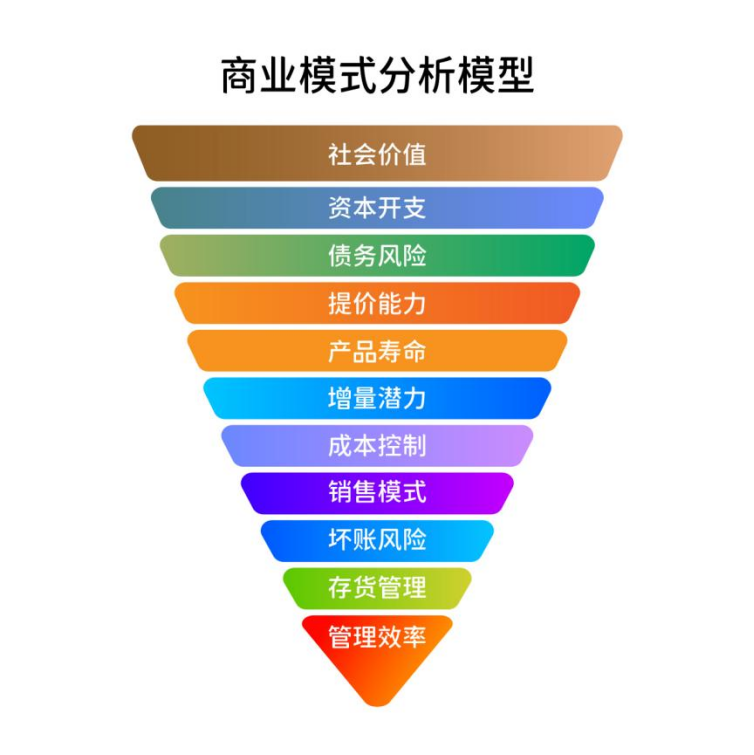 商业模式分析模型
社会价值
资本开支
债务风险
提价能力
产品寿命
增量潜力
成本控制
销售模式
坏账风险
存货管理
管理效率